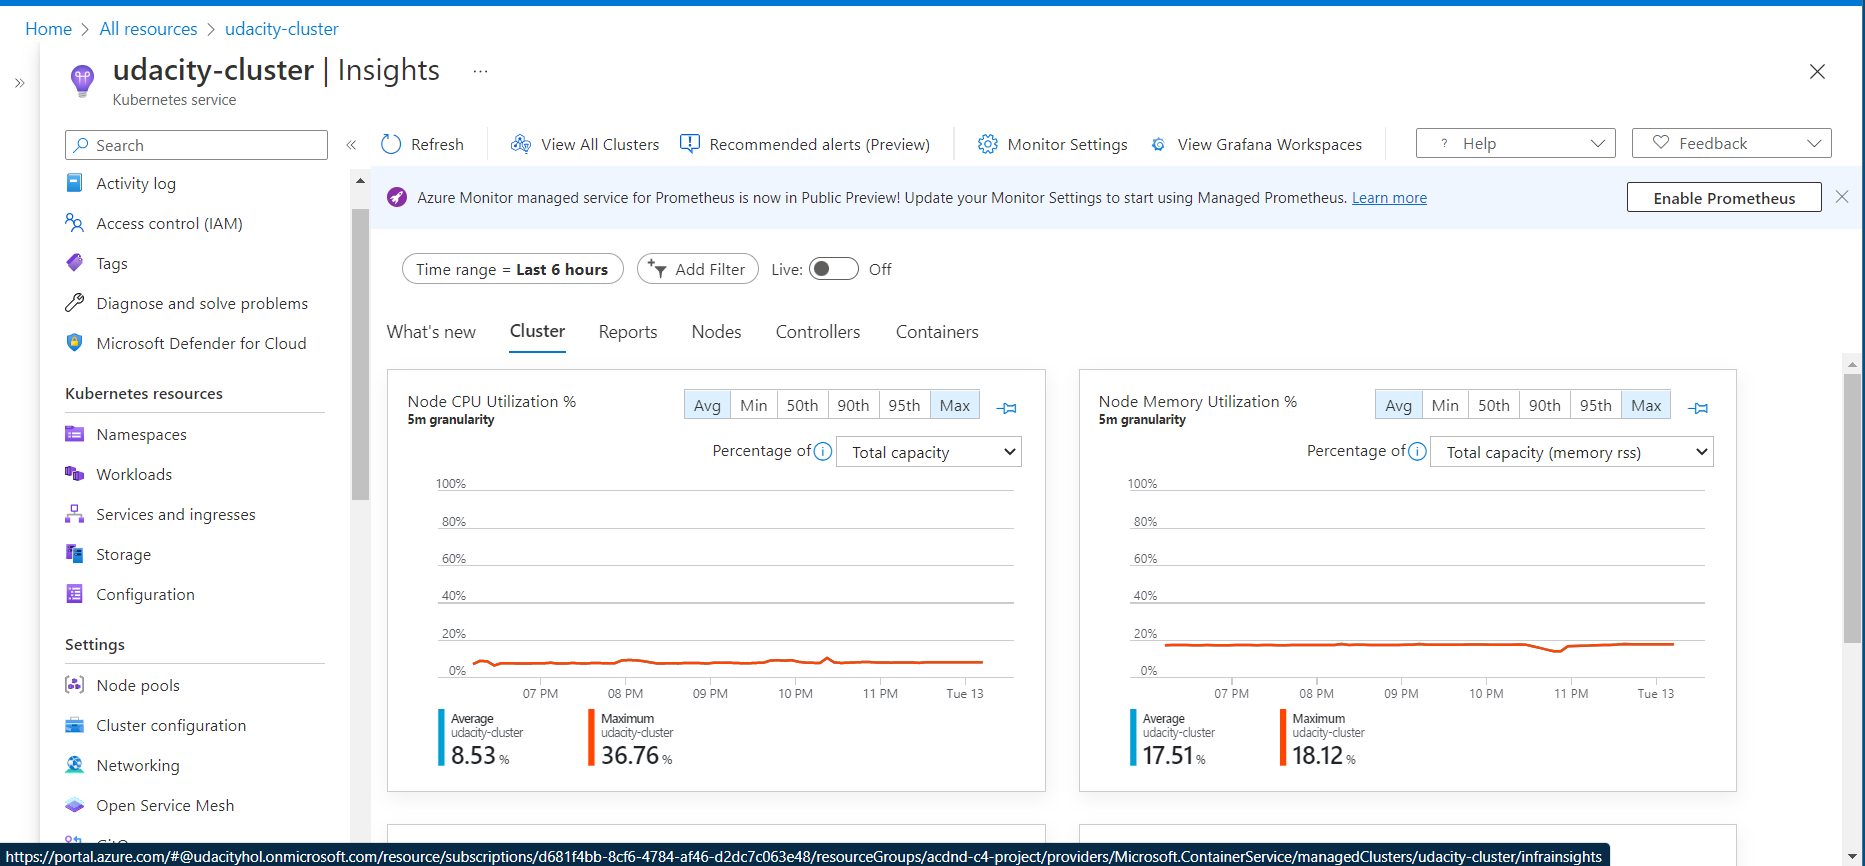 Home > All resources > udacity-cluster
udacity-cluster | Insights ...
Kubernetes service
Search
Activity log
Access control (IAM)
Tags
Diagnose and solve problems
Microsoft Defender for Cloud
Kubernetes resources
Namespaces
Workloads
Services and ingresses
Storage
Configuration
Settings
Node pools
Cluster configuration
Networking
Open Service Mesh
Refresh View All Clusters Recommended alerts (Preview) Monitor Settings View Grafana Workspaces ? Help Feedback
Azure Monitor managed service for Prometheus is now in Public Preview! Update your Monitor Settings to start using Managed Prometheus. Learn more Enable Prometheus
Time range = Last 6 hours Add Filter Live: Off
What's new Cluster Reports Nodes Controllers Containers
Node CPU Utilization %
5m granularity
Avg Min 50th 90th 95th Max
Percentage of Total capacity
100%
80%
60%
40%
20%
0%
07 PM 08 PM 09 PM 10 PM 11 PM Tue 13
Average
udacity-cluster
8.53 %
Maximum
udacity-cluster
36.76 %
Node Memory Utilization %
5m granularity
Avg Min 50th 90th 95th Max
Percentage of Total capacity (memory rss)
100%
80%
60%
40%
20%
0%
07 PM 08 PM 09 PM 10 PM 11 PM Tue 13
Average
udacity-cluster
17.51 %
Maximum
udacity-cluster
18.12 %
https://portal.azure.com/#@udacityhol.onmicrosoft.com/resource/subscriptions/d681f4bb-8cf6-4784-af46-d2dc7c063e48/resourceGroups/acdnd-c4-project/providers/Microsoft.ContainerService/managedClusters/udacity-cluster/infrainsights